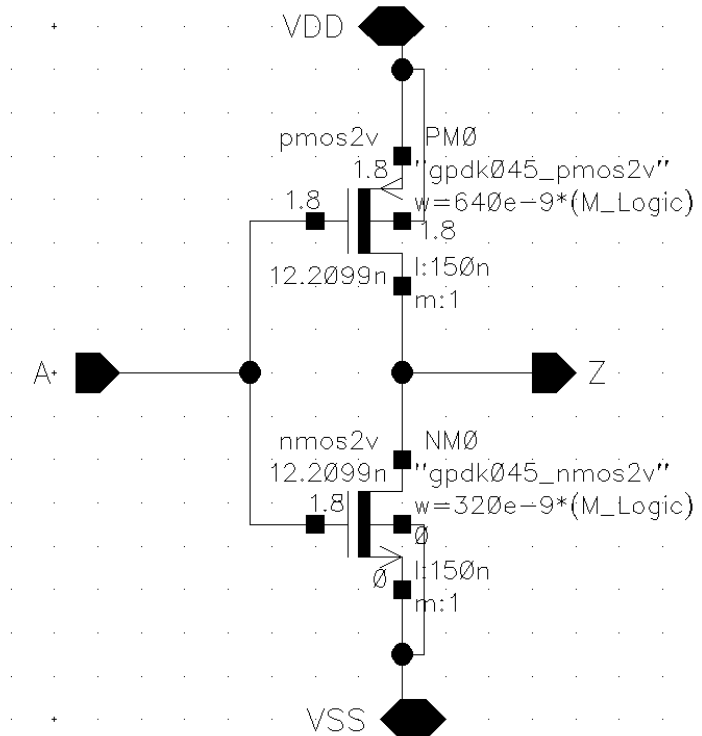 VDD
pmos2v PMØ
1.8 "gpdkØ45_pmos2v"
1.8 w=64Øe-9*(M_Logic)
1.8
12.2Ø99n l:15Øn
m:1
A Z
nmos2v NMØ
12.2Ø99n "gpdkØ45_nmos2v"
1.8 w=32Øe-9*(M_Logic)
Ø
Ø l:15Øn
m:1
VSS